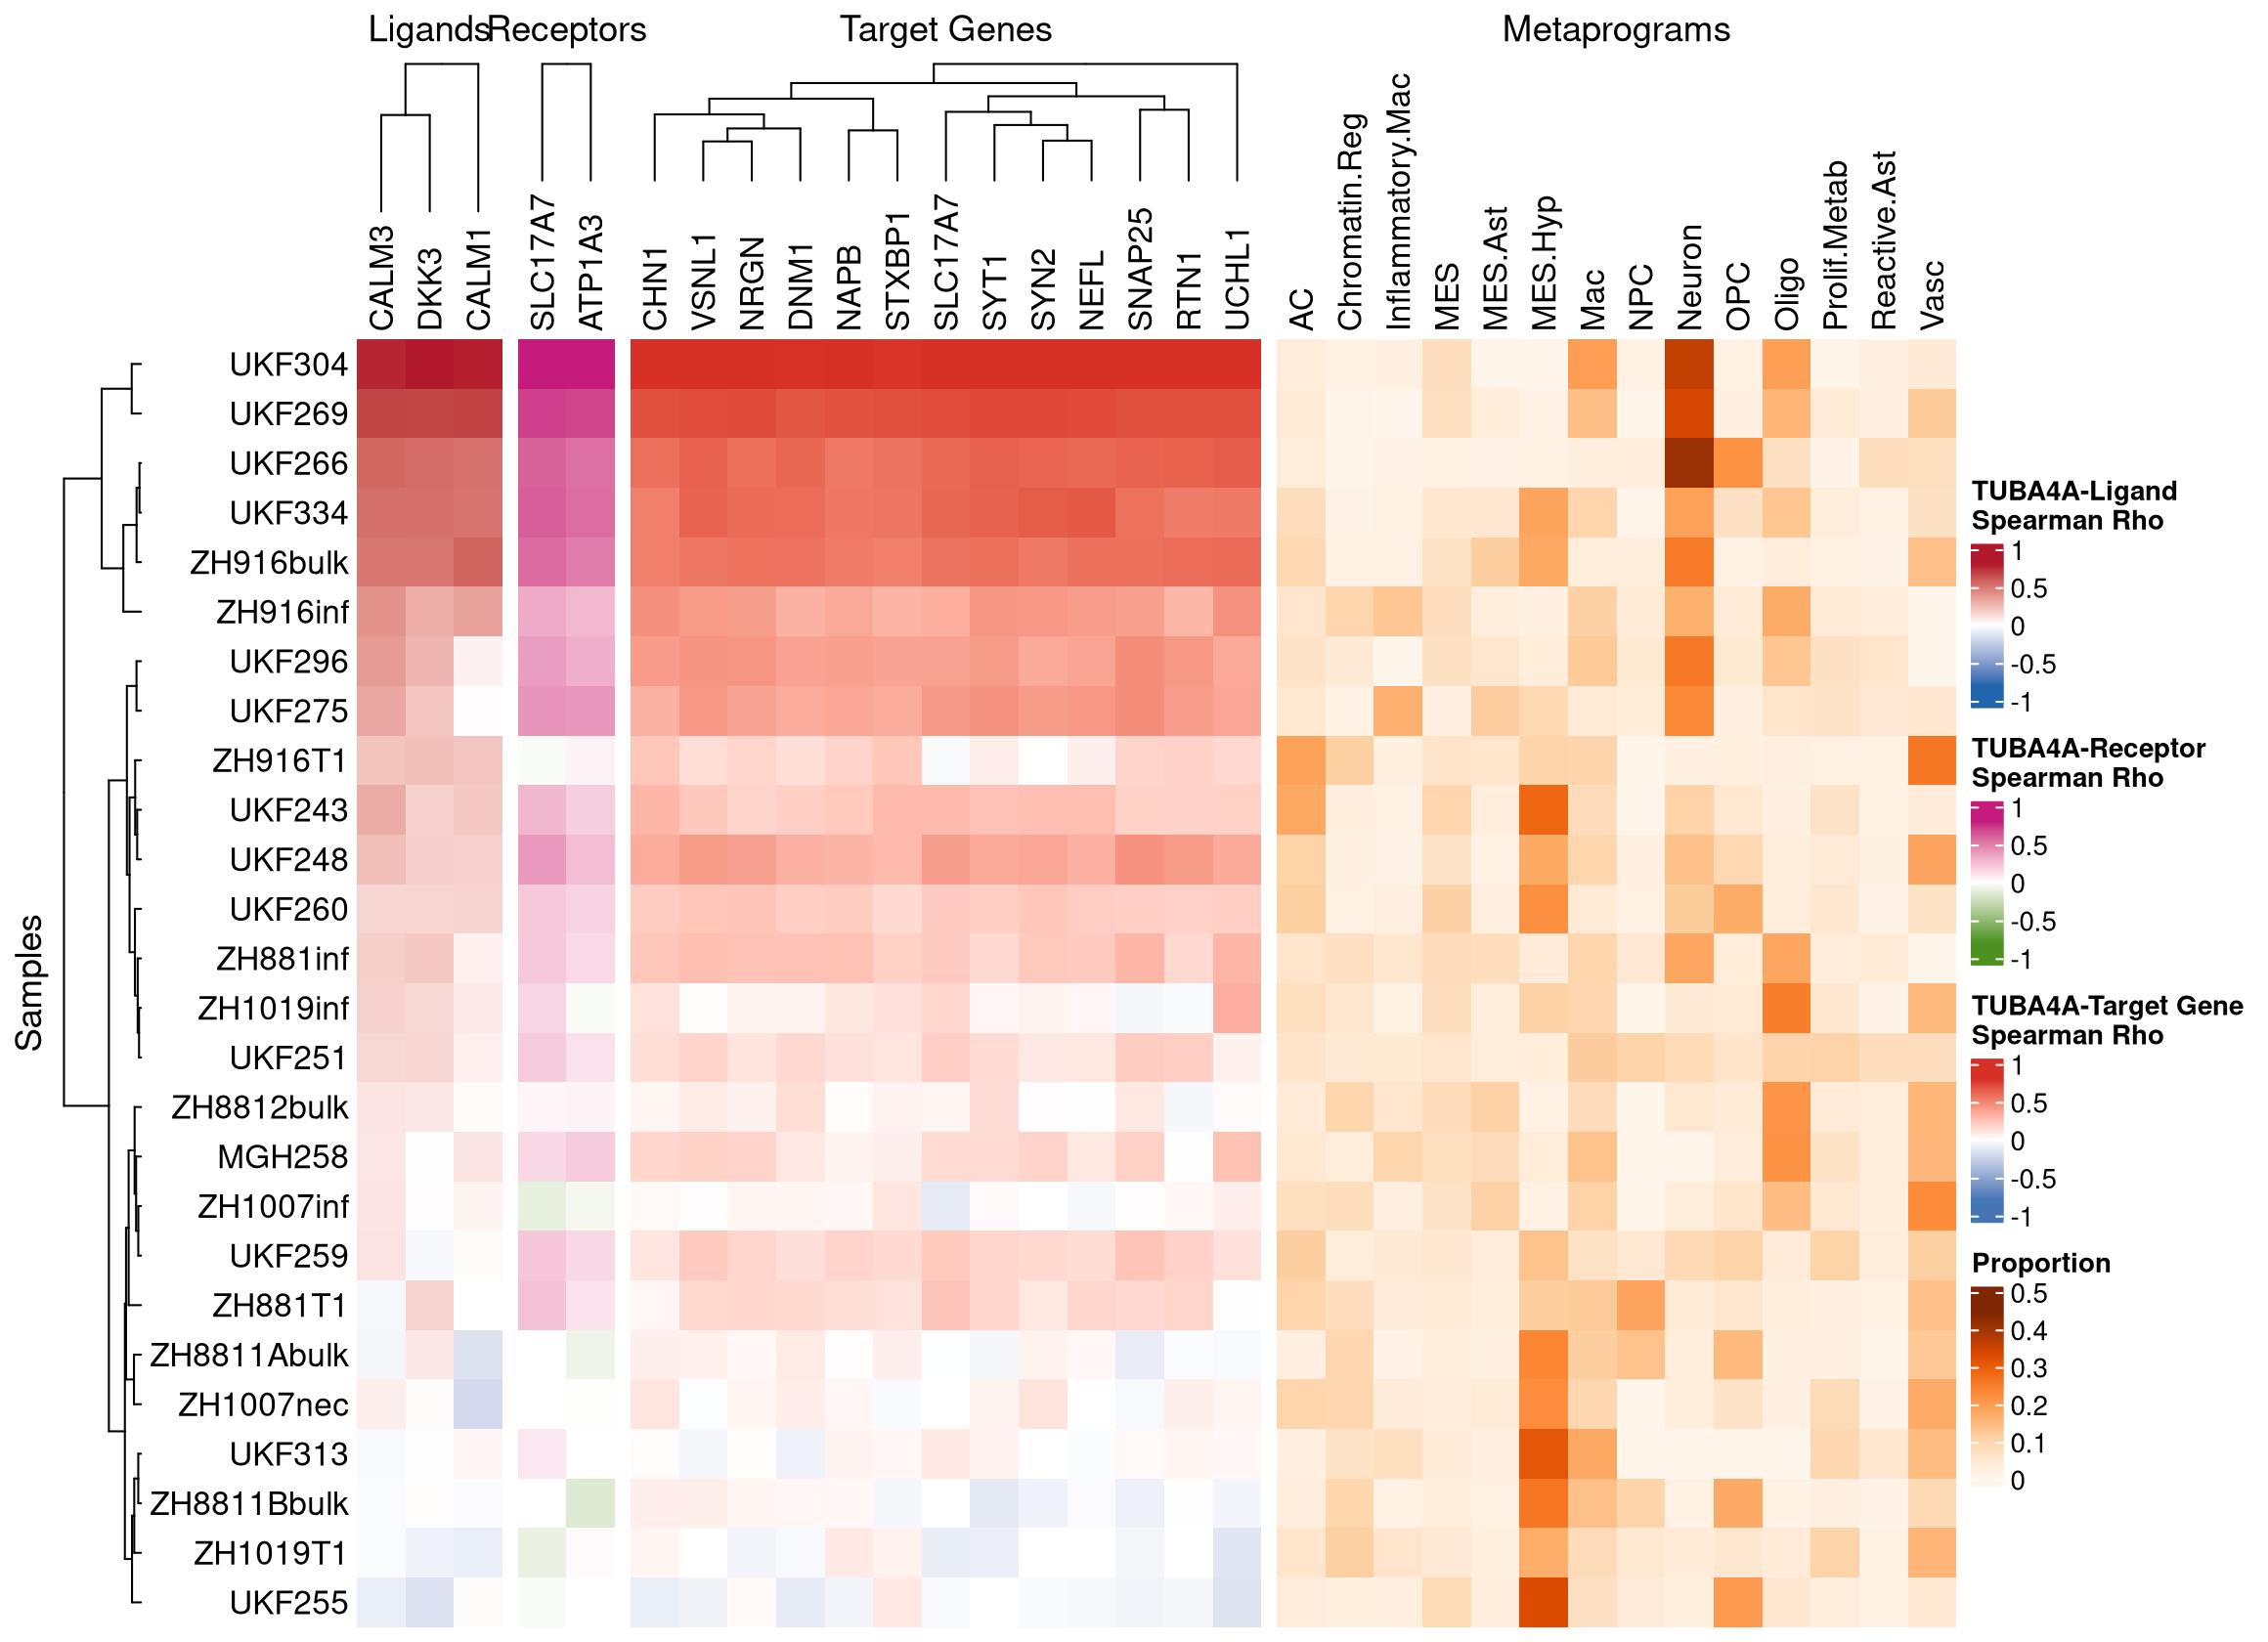 Ligands
Receptors
Target Genes
Metaprograms
CALM3
DKK3
CALM1
SLC17A7
ATP1A3
CHN1
VSNL1
NRGN
DNM1
NAPB
STXBP1
SLC17A7
SYT1
SYN2
NEFL
SNAP25
RTN1
UCHL1
AC
Chromatin.Reg
Inflammatory.Mac
MES
MES.Ast
MES.Hyp
Mac
NPC
Neuron
OPC
Oligo
Prolif.Metab
Reactive.Ast
Vasc
Samples
UKF304
UKF269
UKF266
UKF334
ZH916bulk
ZH916inf
UKF296
UKF275
ZH916T1
UKF243
UKF248
UKF260
ZH881inf
ZH1019inf
UKF251
ZH8812bulk
MGH258
ZH1007inf
UKF259
ZH881T1
ZH8811Abulk
ZH1007nec
UKF313
ZH8811Bbulk
ZH1019T1
UKF255
TUBA4A-Ligand
Spearman Rho
1
0.5
0
-0.5
-1
TUBA4A-Receptor
Spearman Rho
1
0.5
0
-0.5
-1
TUBA4A-Target Gene
Spearman Rho
1
0.5
0
-0.5
-1
Proportion
0.5
0.4
0.3
0.2
0.1
0